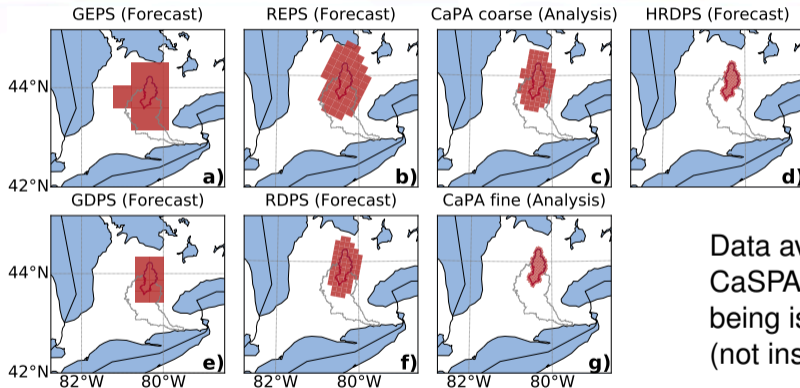 GEPS (Forecast)
REPS (Forecast)
CaPA coarse (Analysis)
HRDPS (Forecast)
44°N
42°N
a)
b)
c)
d)
GDPS (Forecast)
RDPS (Forecast)
CaPA fine (Analysis)
44°N
42°N
e)
f)
g)
82°W
80°W
82°W
80°W
82°W
80°W
Data av
CaSPA
being is
(not ins